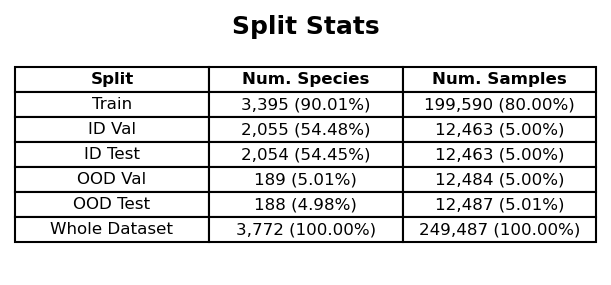 Split Stats
Split Num. Species Num. Samples
Train 3,395 (90.01%) 199,590 (80.00%)
ID Val 2,055 (54.48%) 12,463 (5.00%)
ID Test 2,054 (54.45%) 12,463 (5.00%)
OOD Val 189 (5.01%) 12,484 (5.00%)
OOD Test 188 (4.98%) 12,487 (5.01%)
Whole Dataset 3,772 (100.00%) 249,487 (100.00%)